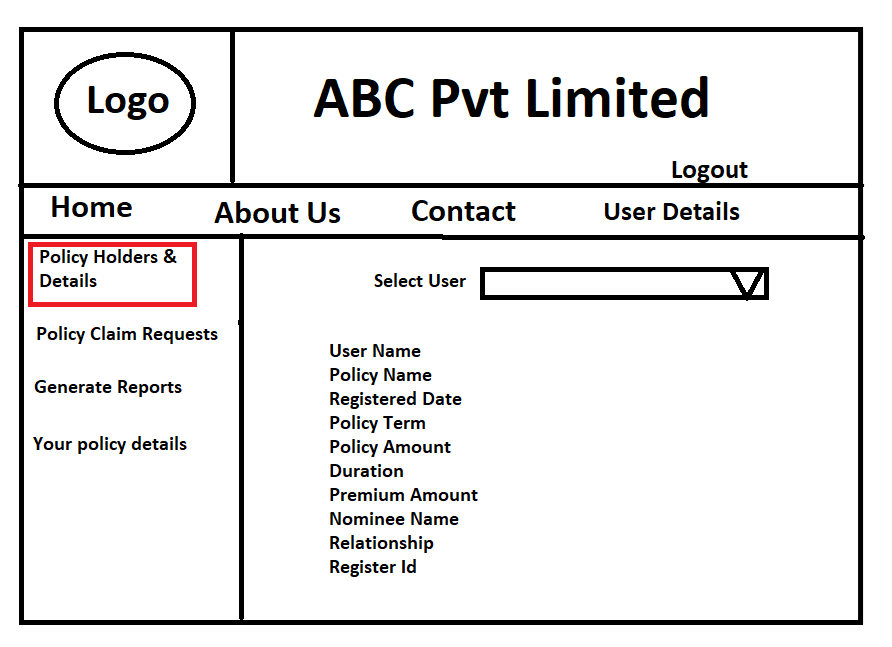 Logo
ABC Pvt Limited
Logout
Home
About Us
Contact
User Details
Policy Holders &
Details
Policy Claim Requests
Generate Reports
Your policy details
Select User
User Name
Policy Name
Registered Date
Policy Term
Policy Amount
Duration
Premium Amount
Nominee Name
Relationship
Register Id